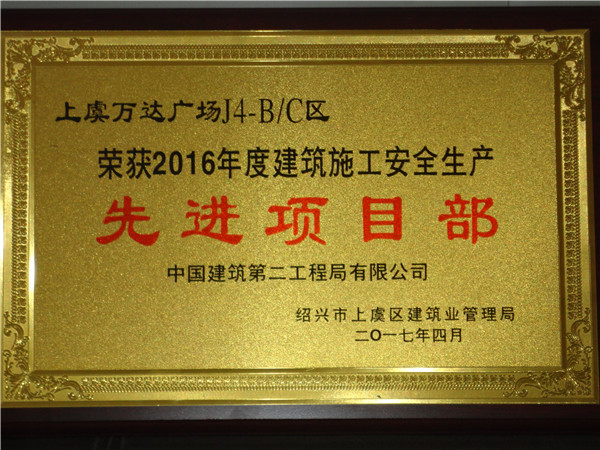 上虞万达广场J4-B/C区
荣获2016年度建筑施工安全生产
先进项目部
中国建筑第二工程局有限公司
绍兴市上虞区建筑业管理局
二O一七年四月